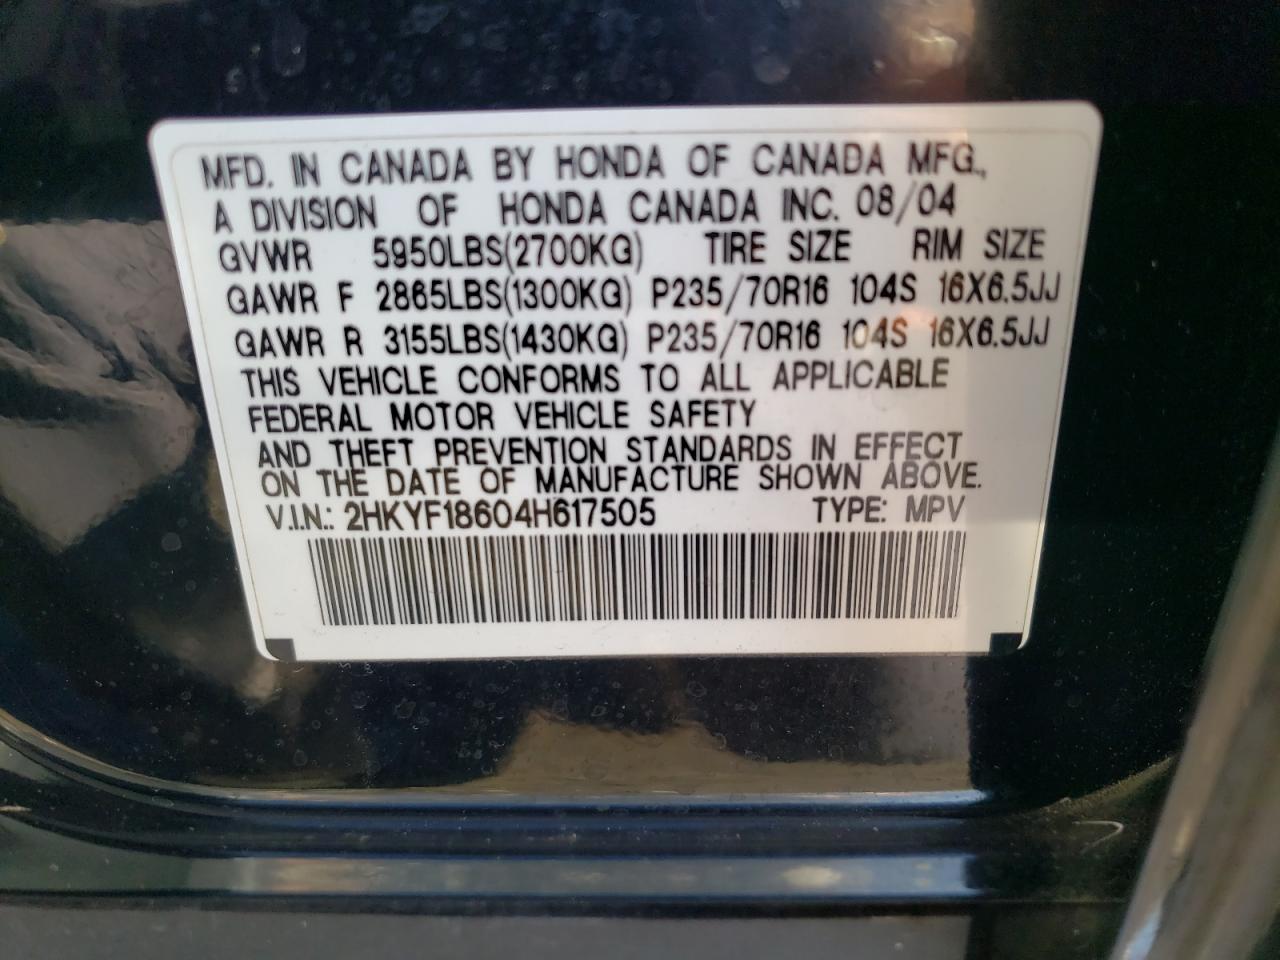 MFD. IN CANADA BY HONDA OF CANADA MFG.,
A DIVISION OF HONDA CANADA INC. 08/04
GVWR 5950LBS(2700KG) TIRE SIZE RIM SIZE
GAWR F 2865LBS(1300KG) P235/70R16 104S 16X6.5JJ
GAWR R 3155LBS(1430KG) P235/70R16 104S 16X6.5JJ
THIS VEHICLE CONFORMS TO ALL APPLICABLE
FEDERAL MOTOR VEHICLE SAFETY
AND THEFT PREVENTION STANDARDS IN EFFECT
ON THE DATE OF MANUFACTURE SHOWN ABOVE.
V.I.N.: 2HKYF18604H617505 TYPE: MPV